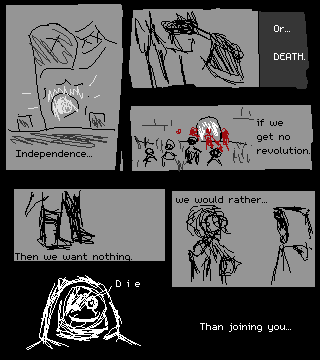 Independence...
Or...
DEATH.
if we
get no
revolution.
Then we want nothing.
we would rather...
Die
Than joining you...